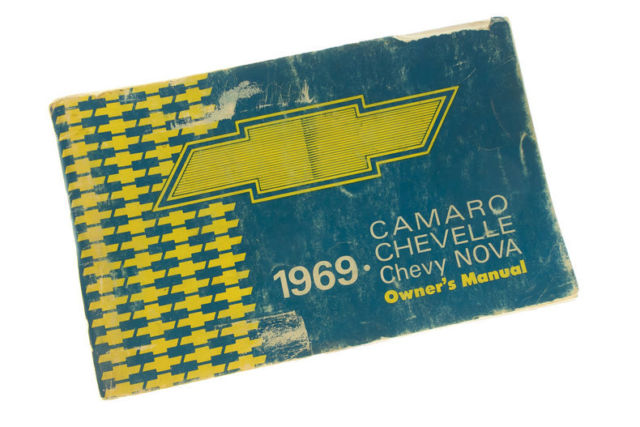 CAMARO
CHEVELLE
1969 • Chevy NOVA
Owner's Manual